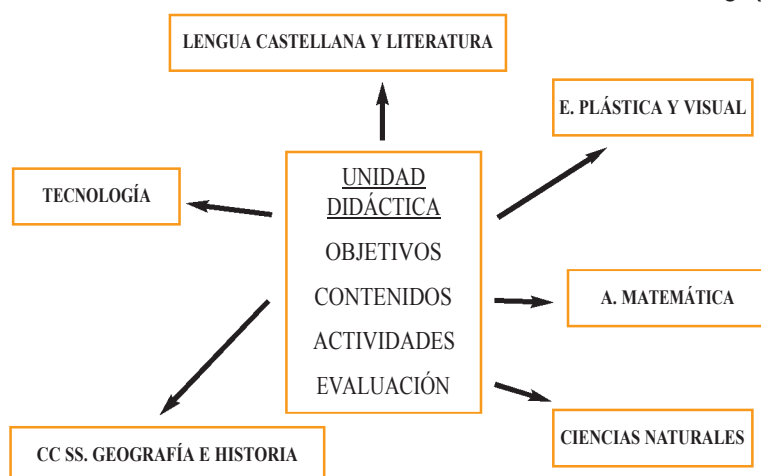 LENGUA CASTELLANA Y LITERATURA
E. PLÁSTICA Y VISUAL
TECNOLOGÍA
UNIDAD
DIDÁCTICA
OBJETIVOS
CONTENIDOS
ACTIVIDADES
EVALUACIÓN
A. MATEMÁTICA
CIENCIAS NATURALES
CC SS. GEOGRAFÍA E HISTORIA